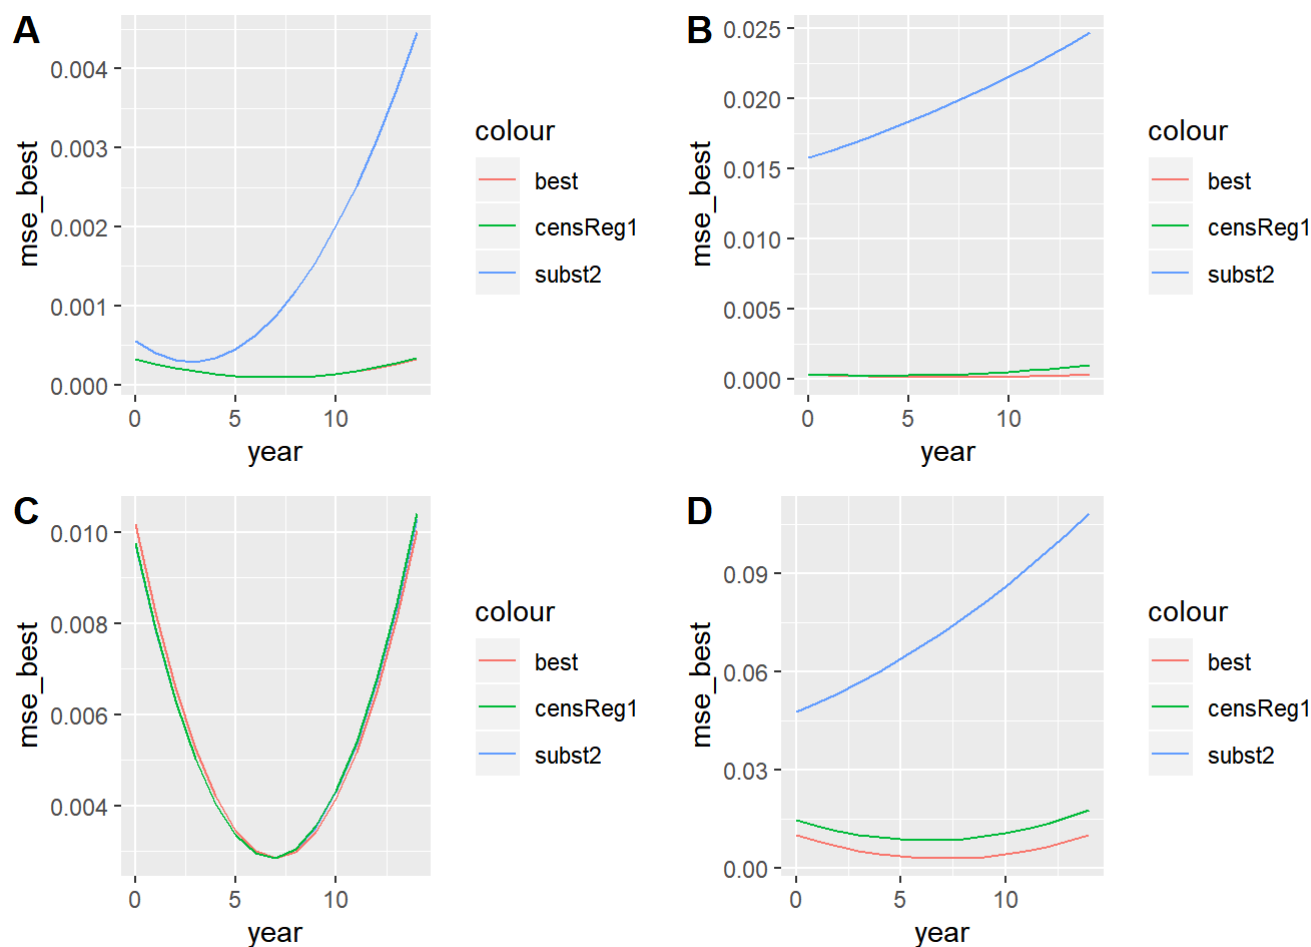 A
mse_best
0.004
0.003
0.002
0.001
0.000
0 5 10
year
colour
best
censReg1
subst2
B
mse_best
0.025
0.020
0.015
0.010
0.005
0.000
0 5 10
year
colour
best
censReg1
subst2
C
mse_best
0.010
0.008
0.006
0.004
0 5 10
year
colour
best
censReg1
subst2
D
mse_best
0.09
0.06
0.03
0.00
0 5 10
year
colour
best
censReg1
subst2